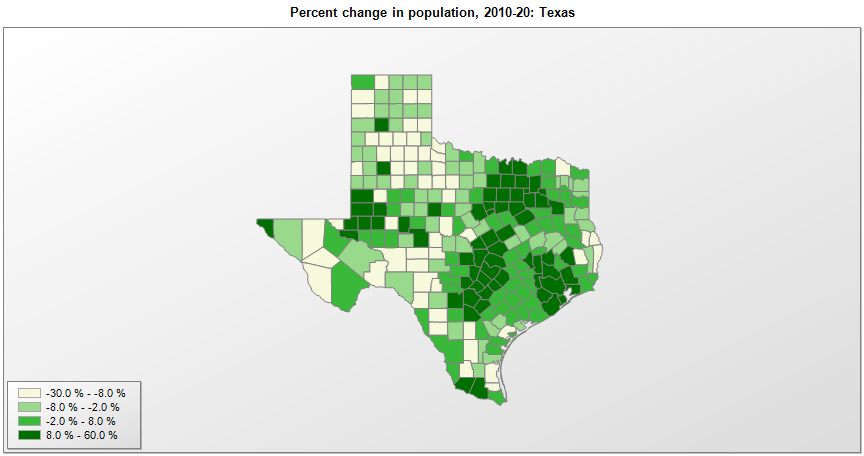 Percent change in population, 2010-20: Texas
-30.0 % - -8.0 %
-8.0 % - -2.0 %
-2.0 % - 8.0 %
8.0 % - 60.0 %